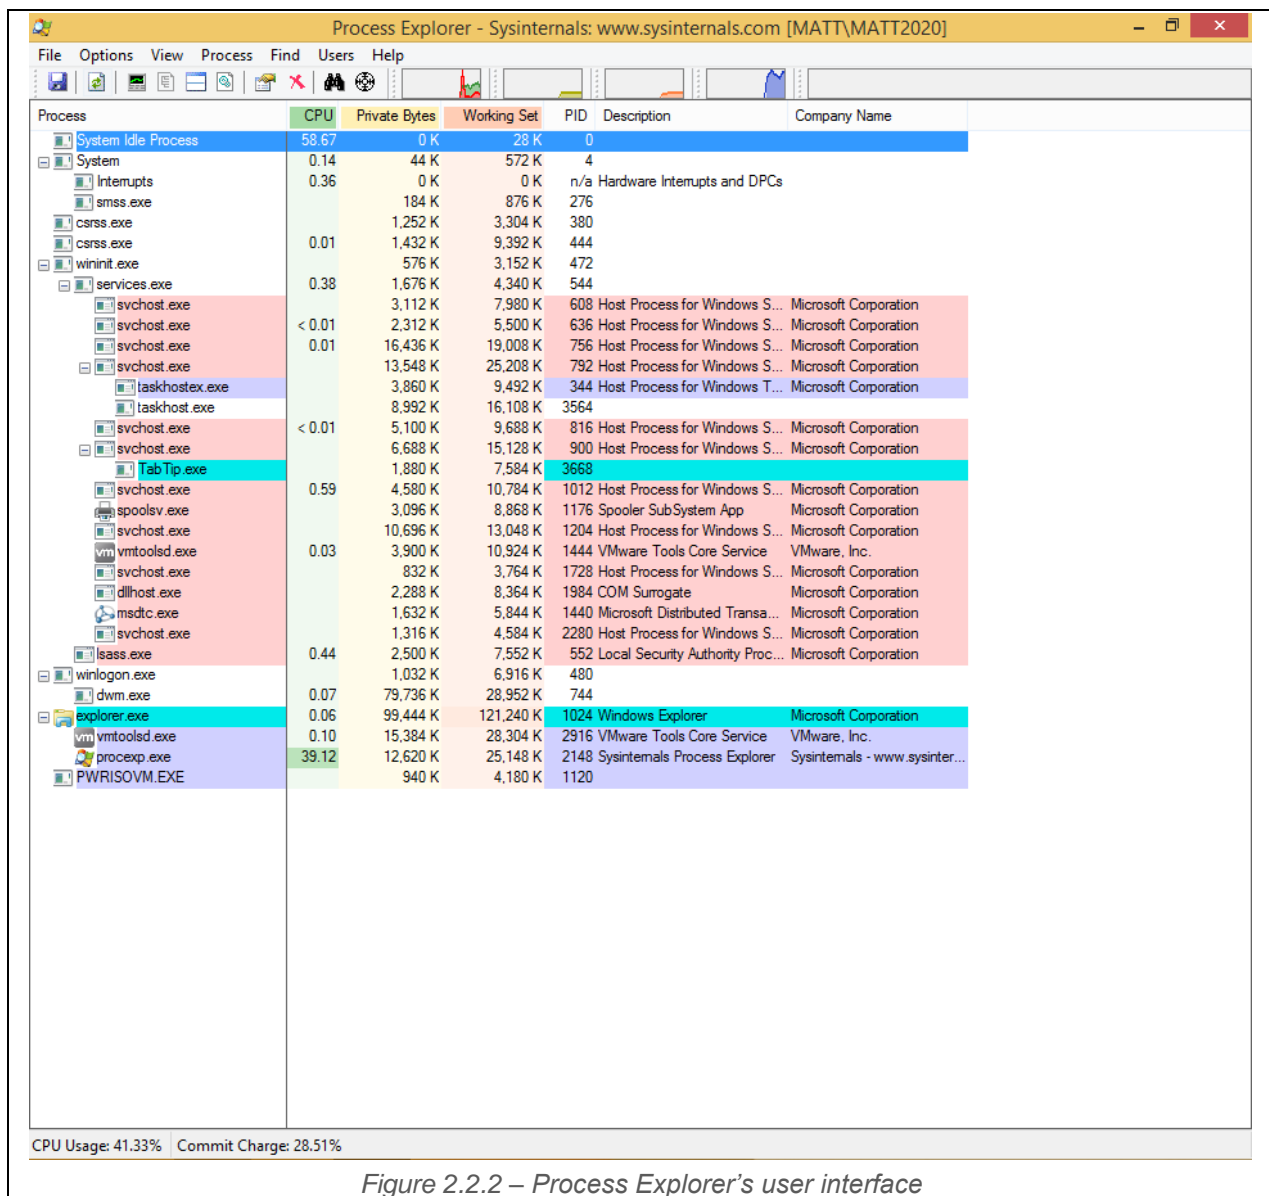 Process Explorer - Sysinternals: www.sysinternals.com [MATT\MATT2020]
File Options View Process Find Users Help
Process CPU Private Bytes Working Set PID Description Company Name
System Idle Process 58.67 0 K 28 K 0
System 0.14 44 K 572 K 4
Interrupts 0.36 0 K 0 K n/a Hardware Interrupts and DPCs
smss.exe 184 K 876 K 276
csrss.exe 1,252 K 3,304 K 380
csrss.exe 0.01 1,432 K 9,392 K 444
wininit.exe 576 K 3,152 K 472
services.exe 0.38 1,676 K 4,340 K 544
svchost.exe 3,112 K 7,980 K 608 Host Process for Windows S... Microsoft Corporation
svchost.exe < 0.01 2,312 K 5,500 K 636 Host Process for Windows S... Microsoft Corporation
svchost.exe 0.01 16,436 K 19,008 K 756 Host Process for Windows S... Microsoft Corporation
svchost.exe 13,548 K 25,208 K 792 Host Process for Windows S... Microsoft Corporation
taskhostex.exe 3,860 K 9,492 K 344 Host Process for Windows T... Microsoft Corporation
taskhost.exe 8,992 K 16,108 K 3564
svchost.exe < 0.01 5,100 K 9,688 K 816 Host Process for Windows S... Microsoft Corporation
svchost.exe 6,688 K 15,128 K 900 Host Process for Windows S... Microsoft Corporation
TabTip.exe 1,880 K 7,584 K 3668
svchost.exe 0.59 4,580 K 10,784 K 1012 Host Process for Windows S... Microsoft Corporation
spoolsv.exe 3,096 K 8,868 K 1176 Spooler SubSystem App Microsoft Corporation
svchost.exe 10,696 K 13,048 K 1204 Host Process for Windows S... Microsoft Corporation
vmtoolsd.exe 0.03 3,900 K 10,924 K 1444 VMware Tools Core Service VMware, Inc.
svchost.exe 832 K 3,764 K 1728 Host Process for Windows S... Microsoft Corporation
dllhost.exe 2,288 K 8,364 K 1984 COM Surrogate Microsoft Corporation
msdtc.exe 1,632 K 5,844 K 1440 Microsoft Distributed Transa... Microsoft Corporation
svchost.exe 1,316 K 4,584 K 2280 Host Process for Windows S... Microsoft Corporation
lsass.exe 0.44 2,500 K 7,552 K 552 Local Security Authority Proc... Microsoft Corporation
winlogon.exe 1,032 K 6,916 K 480
dwm.exe 0.07 79,736 K 28,952 K 744
explorer.exe 0.06 99,444 K 121,240 K 1024 Windows Explorer Microsoft Corporation
vmtoolsd.exe 0.10 15,384 K 28,304 K 2916 VMware Tools Core Service VMware, Inc.
procexp.exe 39.12 12,620 K 25,148 K 2148 Sysinternals Process Explorer Sysinternals - www.sysinter...
PWRISOVM.EXE 940 K 4,180 K 1120
CPU Usage: 41.33% Commit Charge: 28.51%
Figure 2.2.2 – Process Explorer's user interface